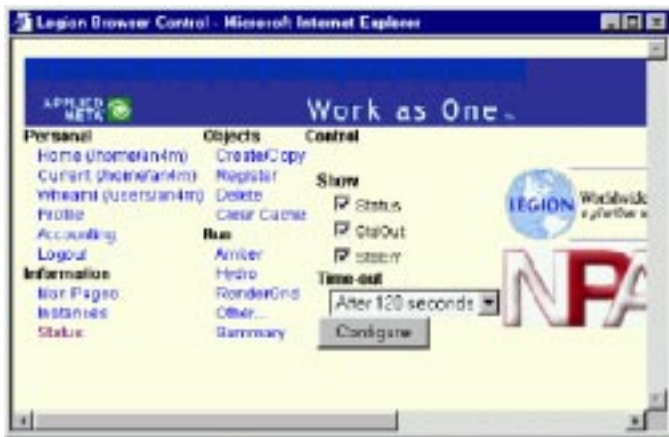 Legion Browser Control - Microsoft Internet Explorer
APPLIED META
Work as One
Personal
Home (/home/an4m)
Current (/home/an4m)
Whoami (/users/an4m)
Profile
Accounting
Logout
Information
Man Pages
Instances
Status
Objects
Create/Copy
Register
Delete
Clear Cache
Run
Amber
Hydro
RenderGrid
Other...
Summary
Control
Show
Status
StdOut
StdErr
Time-out
After 120 seconds
Configure
LEGION
Worldwide
NPA